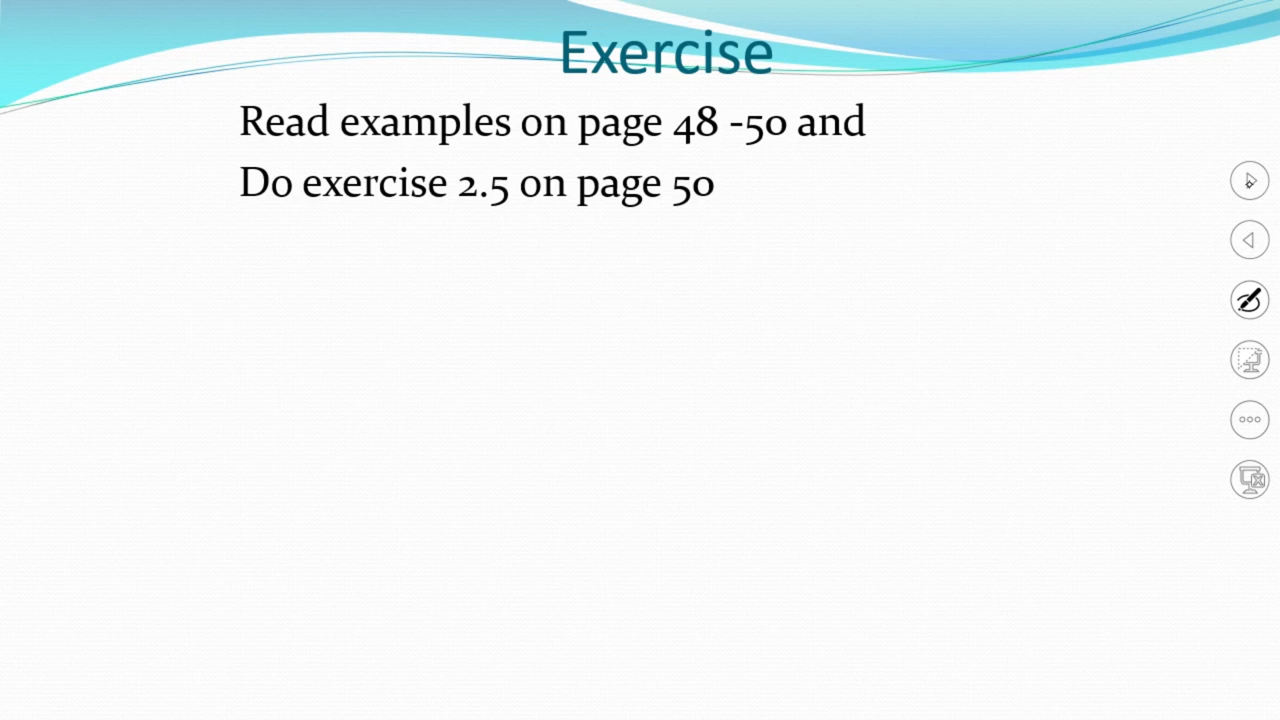 Exercise
Read examples on page 48 -50 and
Do exercise 2.5 on page 50